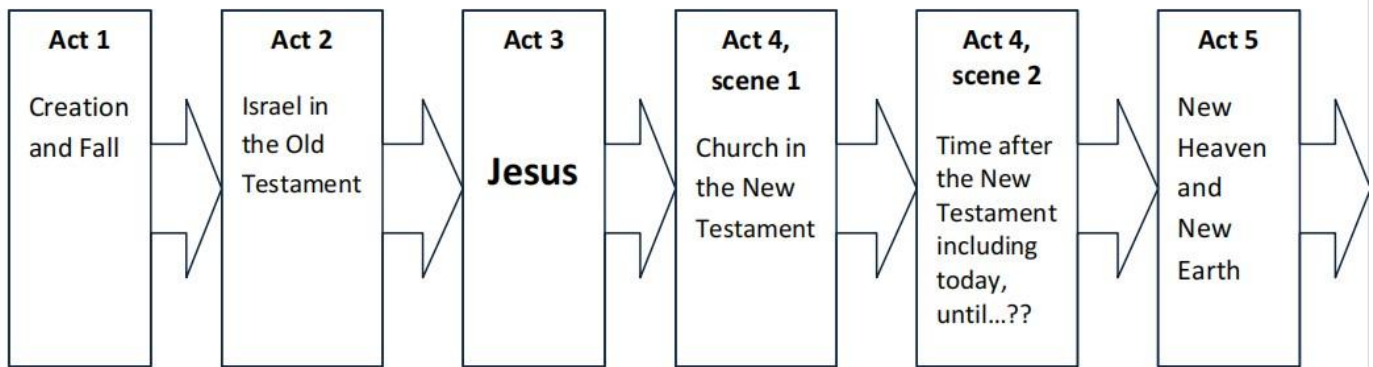 Act 1
Creation
and Fall
Act 2
Israel in
the Old
Testament
Act 3
Jesus
Act 4,
scene 1
Church in
the New
Testament
Act 4,
scene 2
Time after
the New
Testament
including
today,
until...??
Act 5
New
Heaven
and
New
Earth